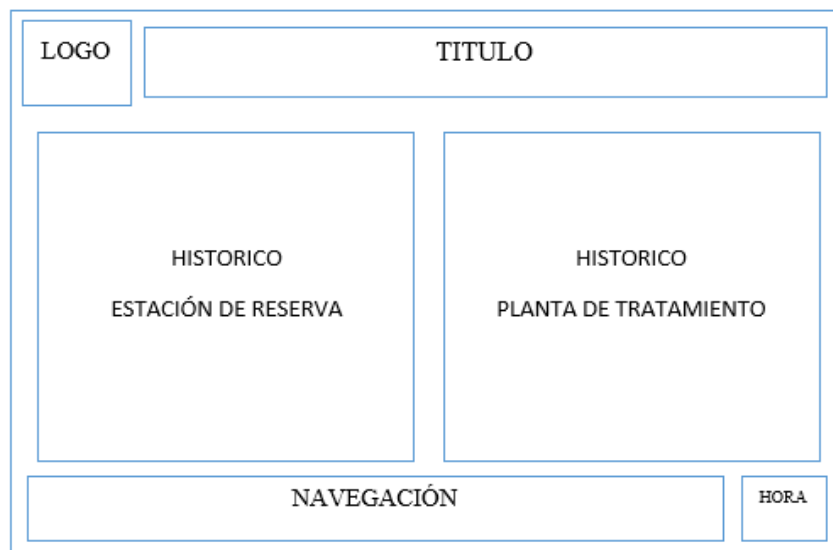 LOGO
TITULO
HISTORICO
ESTACIÓN DE RESERVA
HISTORICO
PLANTA DE TRATAMIENTO
NAVEGACIÓN
HORA